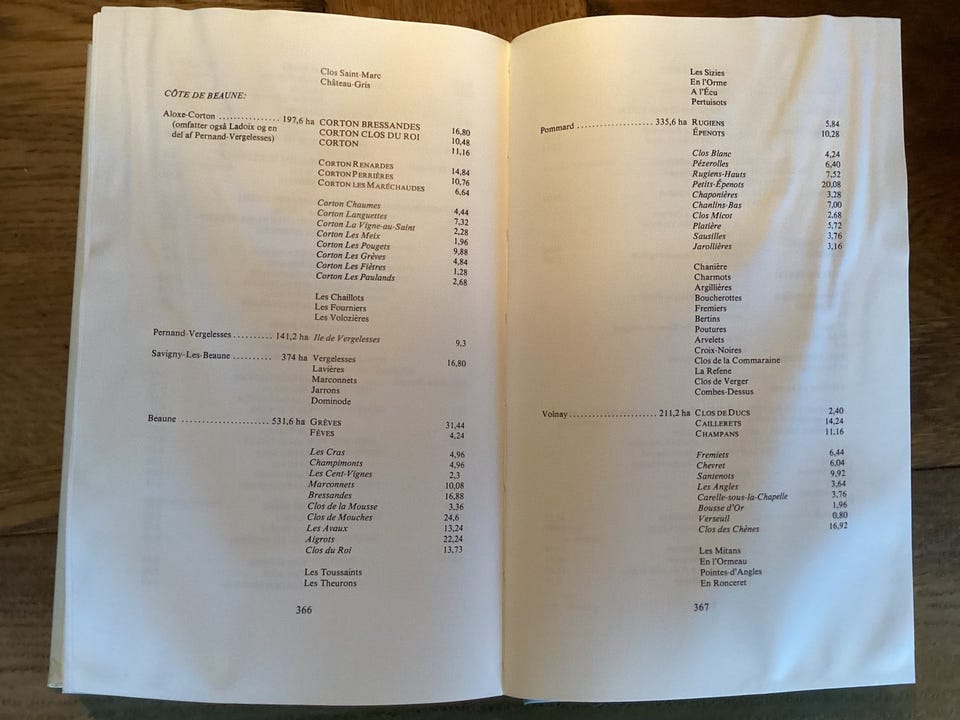 Clos Saint-Marc
Château-Gris
CÔTE DE BEAUNE:
Aloxe-Corton ................ 197,6 ha CORTON BRESSANDES 16,80
(omfatter også Ladoix og en CORTON CLOS DU ROI 10,48
del af Pernand-Vergelesses) CORTON 11,16
CORTON RENARDES 14,84
CORTON PERRIÈRES 10,76
CORTON LES MARÉCHAUDES 6,64
Corton Chaumes 4,44
Corton Languettes 7,32
Corton La Vigne-au-Saint 2,28
Corton Les Meix 1,96
Corton Les Pougets 9,88
Corton Les Grèves 4,84
Corton Les Fiètres 1,28
Corton Les Paulands 2,68
Les Chaillots
Les Fourniers
Les Volozières
Pernand-Vergelesses .......... 141,2 ha Ile de Vergelesses 9,3
Savigny-Les-Beaune .......... 374 ha Vergelesses 16,80
Lavières
Marconnets
Jarrons
Dominode
Beaune ....................... 531,6 ha GRÈVES 31,44
FÈVES 4,24
Les Cras 4,96
Champimonts 4,96
Les Cent-Vignes 2,3
Marconnets 10,08
Bressandes 16,88
Clos de la Mousse 3,36
Clos de Mouches 24,6
Les Avaux 13,24
Aigrots 22,24
Clos du Roi 13,73
Les Toussaints
Les Theurons
366
Les Sizies
En l'Orme
A l'Écu
Pertuisots
Pommard .................... 335,6 ha RUGIENS 5,84
ÉPENOTS 10,28
Clos Blanc 4,24
Pézerolles 6,40
Rugiens-Hauts 7,52
Petits-Épenots 20,08
Chaponières 3,28
Chanlins-Bas 7,00
Clos Micot 2,68
Platière 5,72
Sausilles 3,76
Jarollières 3,16
Chanière
Charmots
Argillières
Boucherottes
Fremiers
Bertins
Poutures
Arvelets
Croix-Noires
Clos de la Commaraine
La Refene
Clos de Verger
Combes-Dessus
Volnay ....................... 211,2 ha CLOS DE DUCS 2,40
CAILLERETS 14,24
CHAMPANS 11,16
Fremiets 6,44
Chevret 6,04
Santenots 9,92
Les Angles 3,64
Carelle-sous-la-Chapelle 3,76
Bousse d'Or 1,96
Verseuil 0,80
Clos des Chênes 16,92
Les Mitans
En l'Ormeau
Pointes-d'Angles
En Ronceret
367